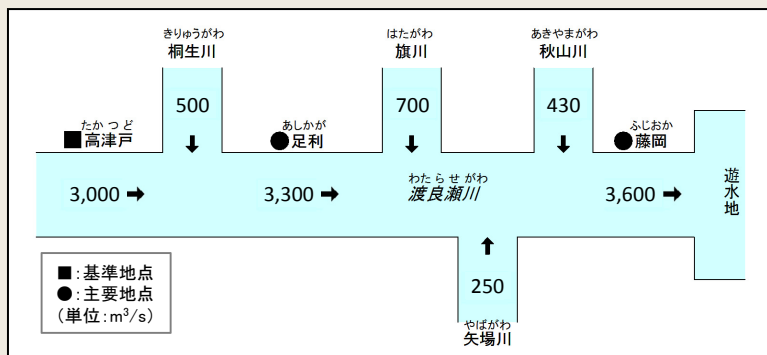 きりゅうがわ
桐生川
はたがわ
旗川
あきやまがわ
秋山川
500
700
430
たかつど
■高津戸
あしかが
●足利
ふじおか
●藤岡
3,000
3,300
わたらせがわ
渡良瀬川
3,600
遊水地
250
やばがわ
矢場川
■:基準地点
●:主要地点
(単位:m³/s)